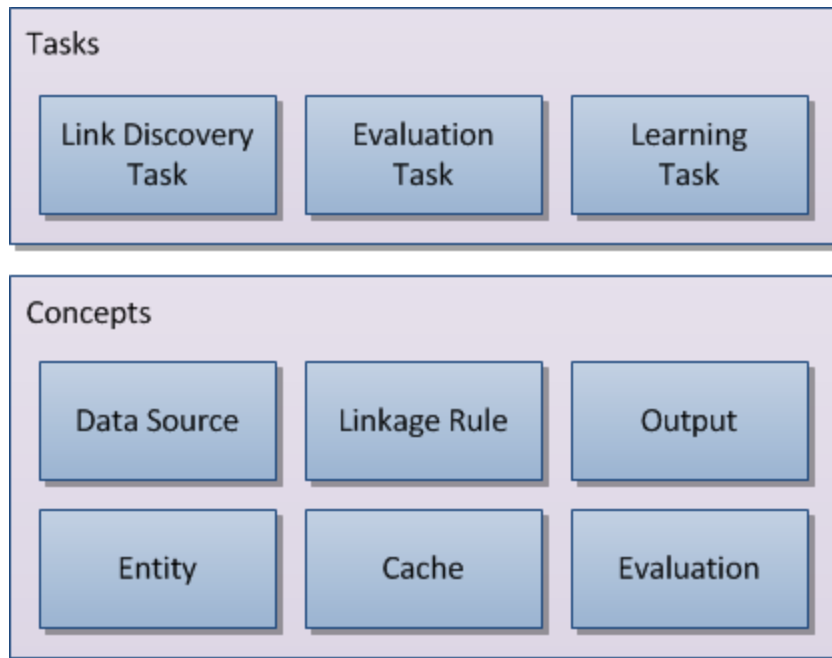 Tasks
Link Discovery
Task
Evaluation
Task
Learning
Task
Concepts
Data Source
Linkage Rule
Output
Entity
Cache
Evaluation